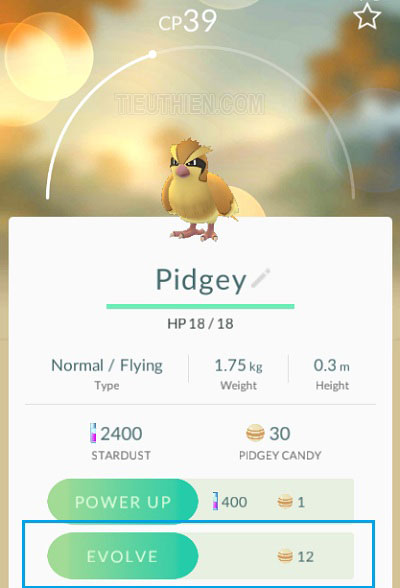 CP39
TIEUTHIEN.COM
Pidgey
HP 18 / 18
Normal / Flying 1.75 kg 0.3 m
Type Weight Height
2400 30
STARDUST PIDGEY CANDY
POWER UP 400 1
EVOLVE 12